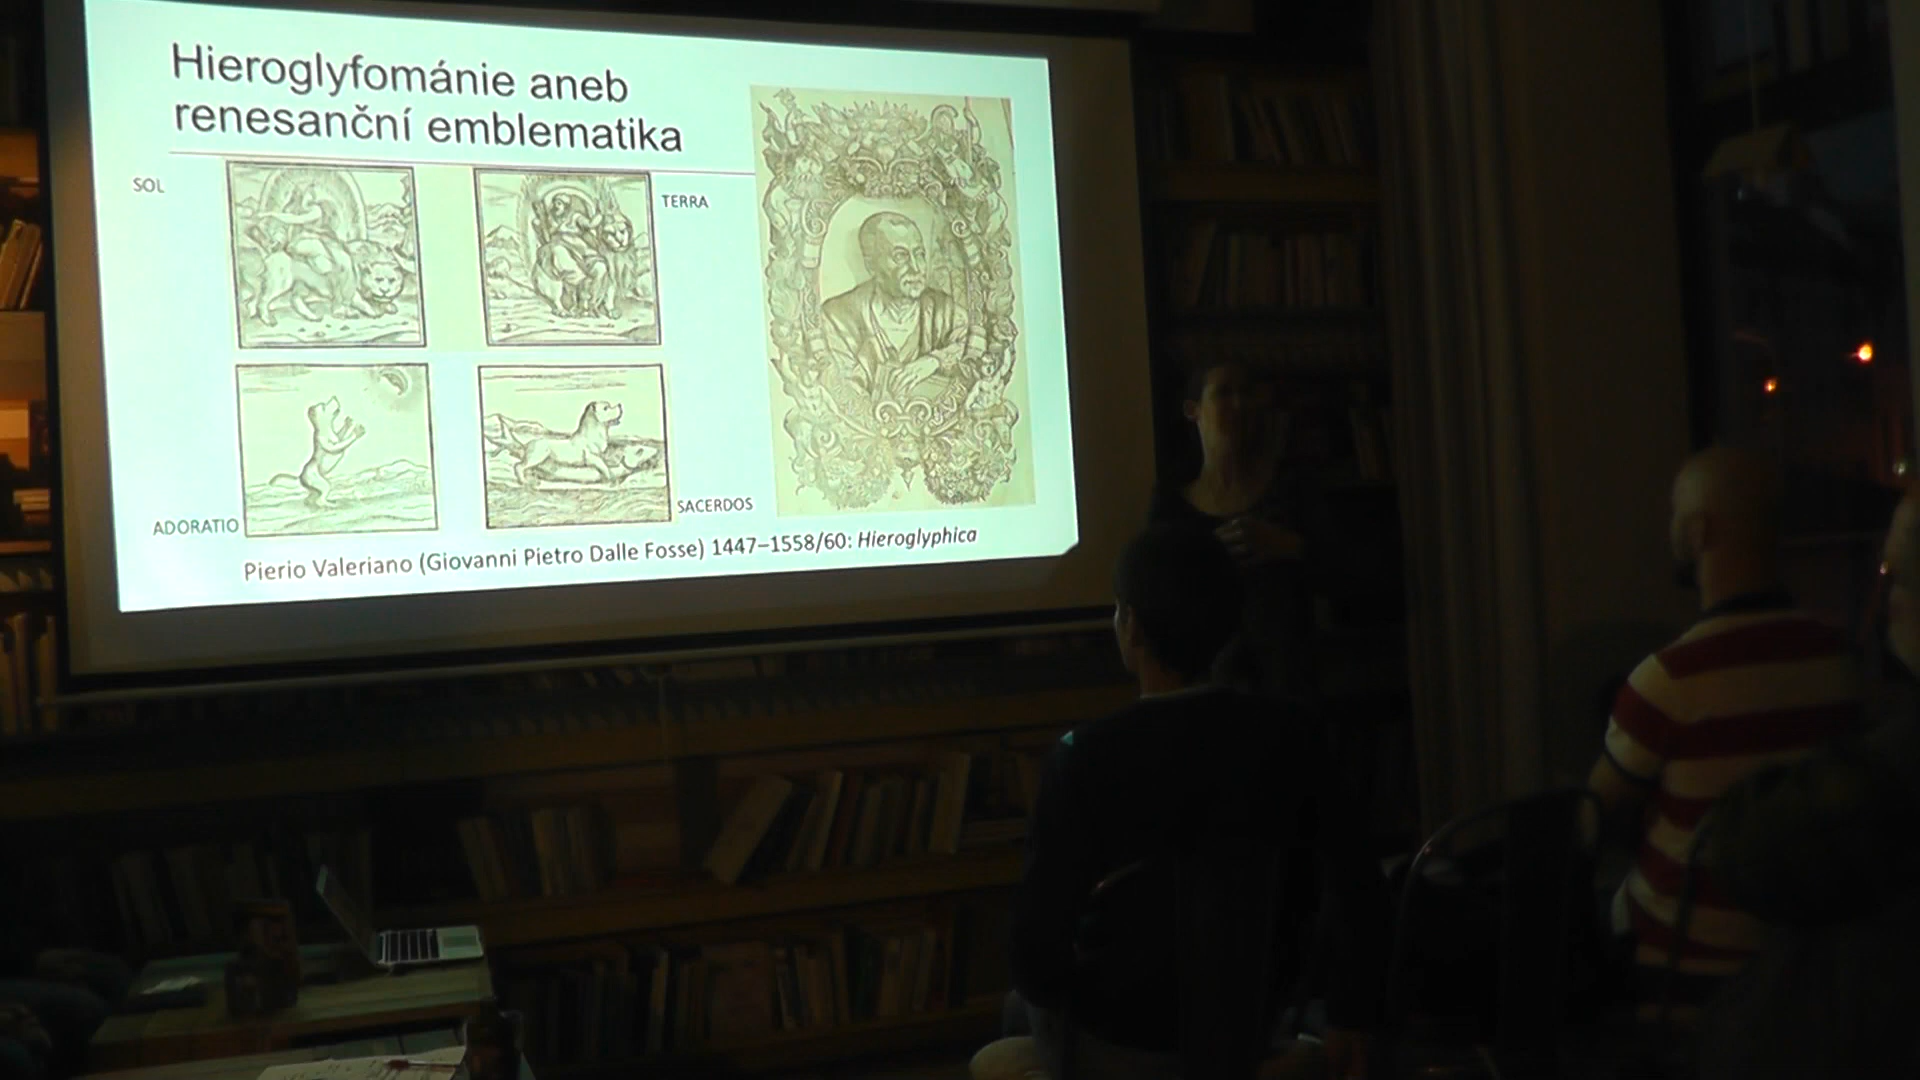 Hieroglyfománie aneb
renesanční emblematika
SOL
TERRA
ADORATIO
SACERDOS
Pierio Valeriano (Giovanni Pietro Dalle Fosse) 1447–1558/60: Hieroglyphica